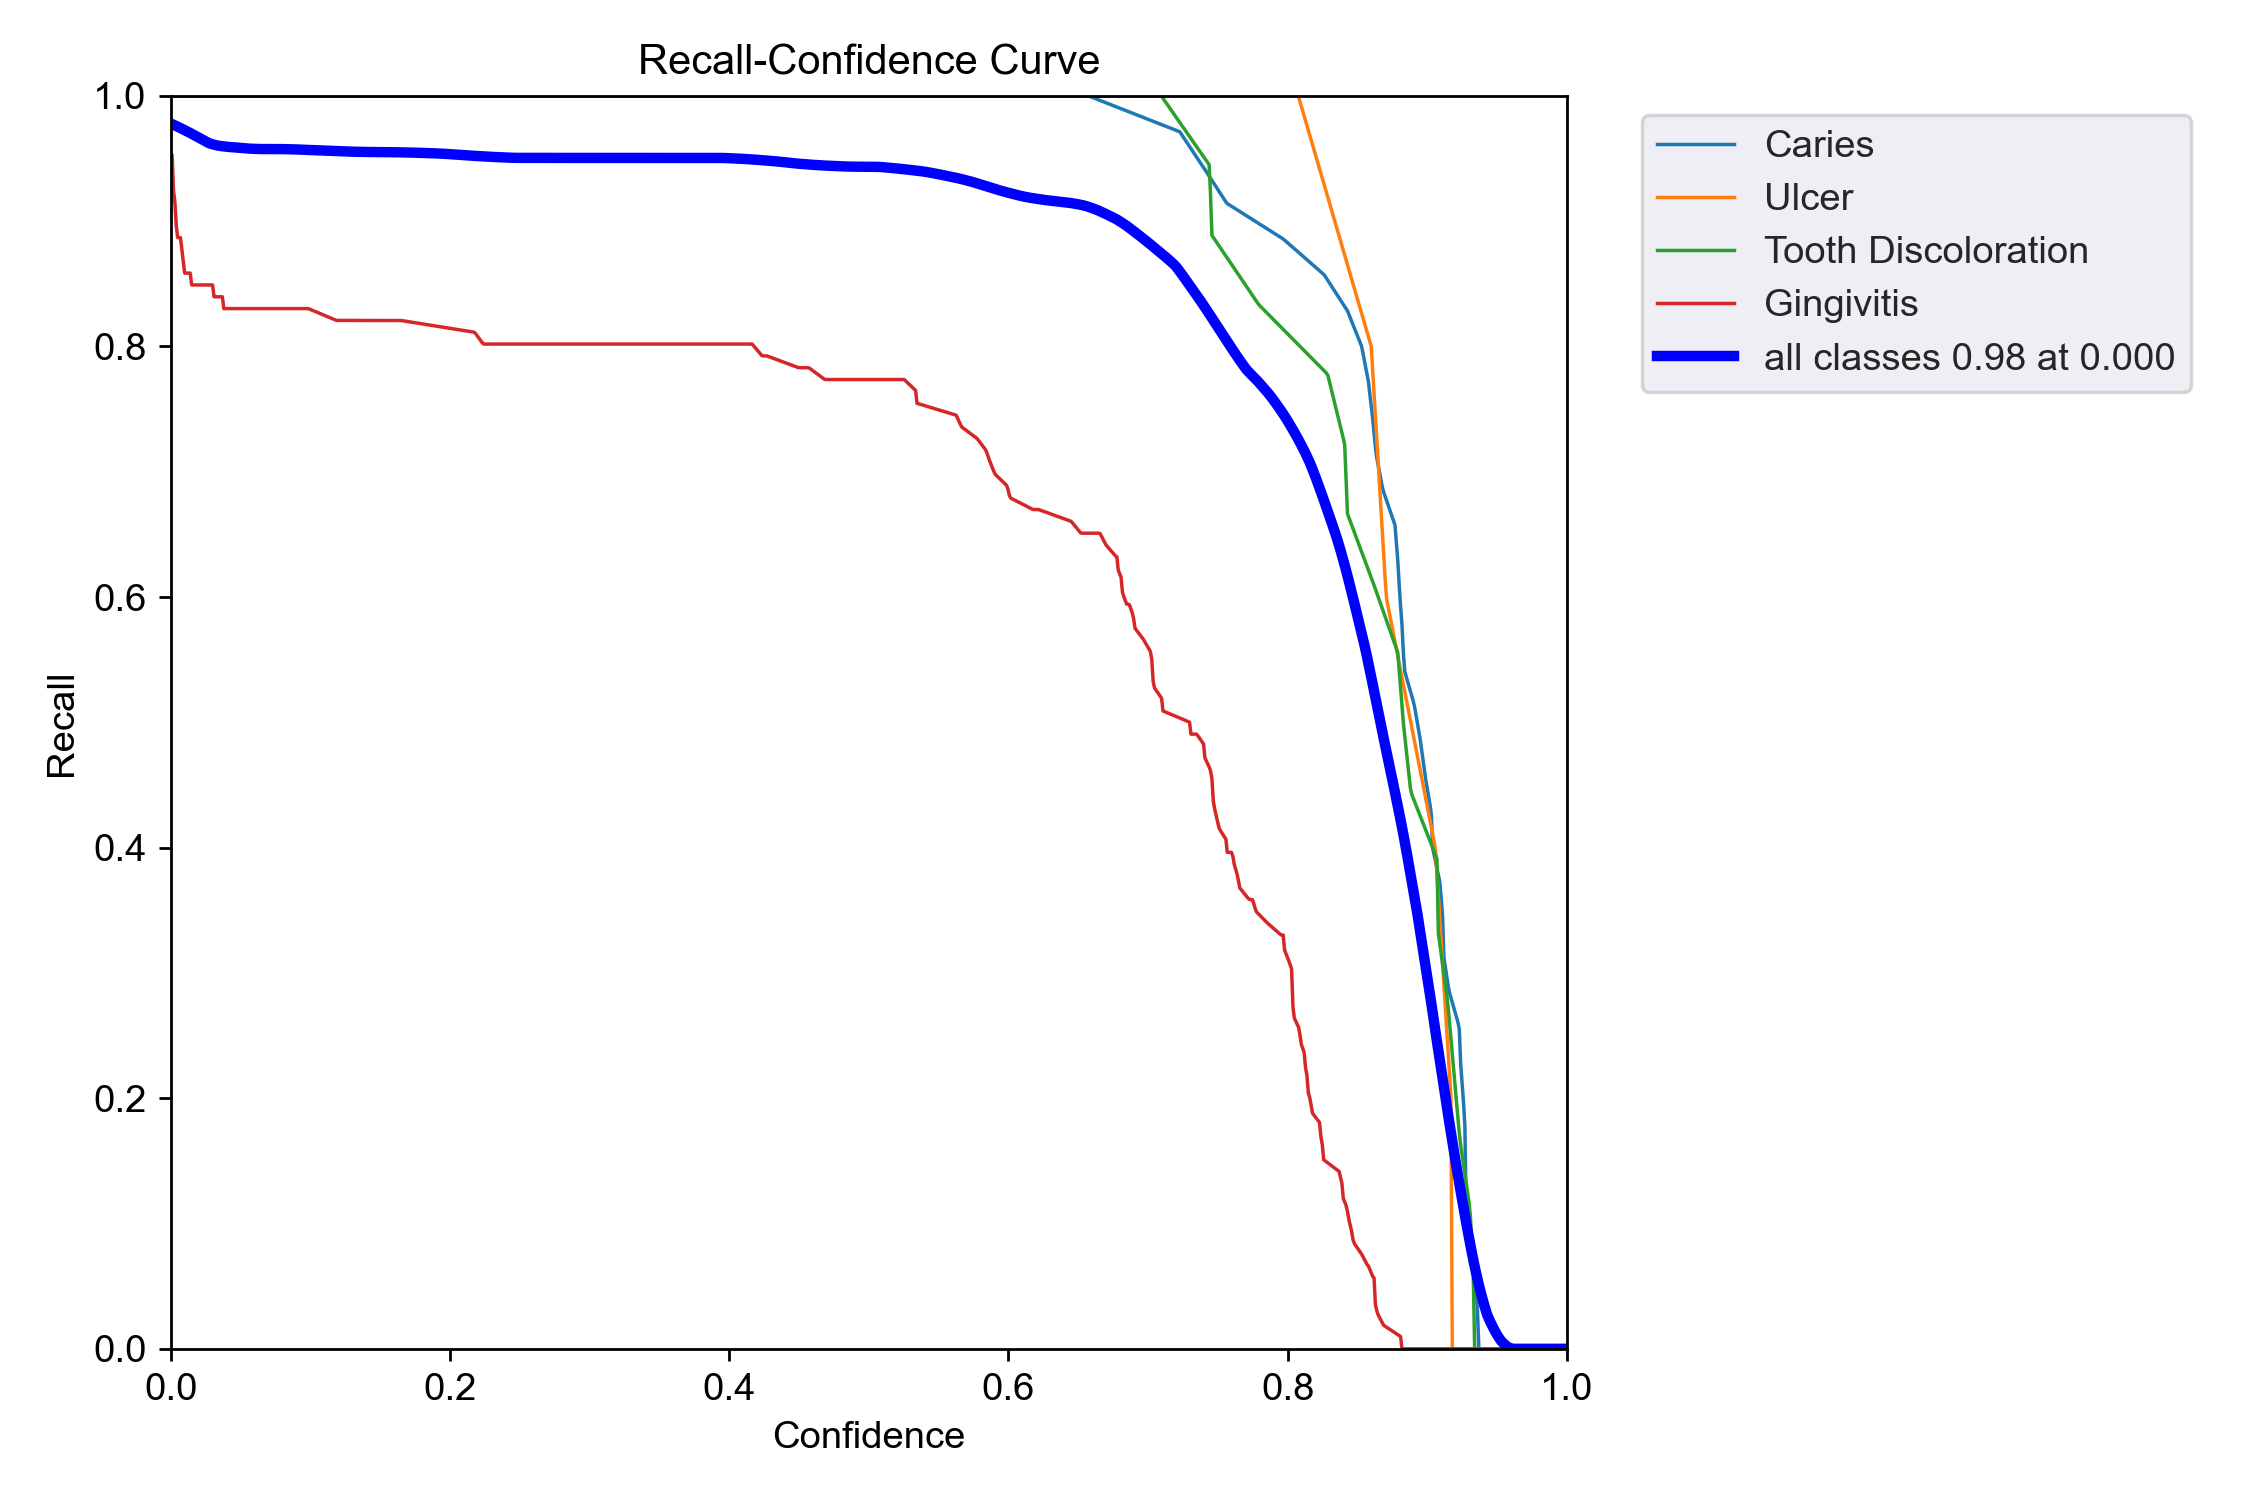 Recall-Confidence Curve
1.0
0.8
0.6
0.4
0.2
0.0
Recall
0.0 0.2 0.4 0.6 0.8 1.0
Confidence
Caries
Ulcer
Tooth Discoloration
Gingivitis
all classes 0.98 at 0.000